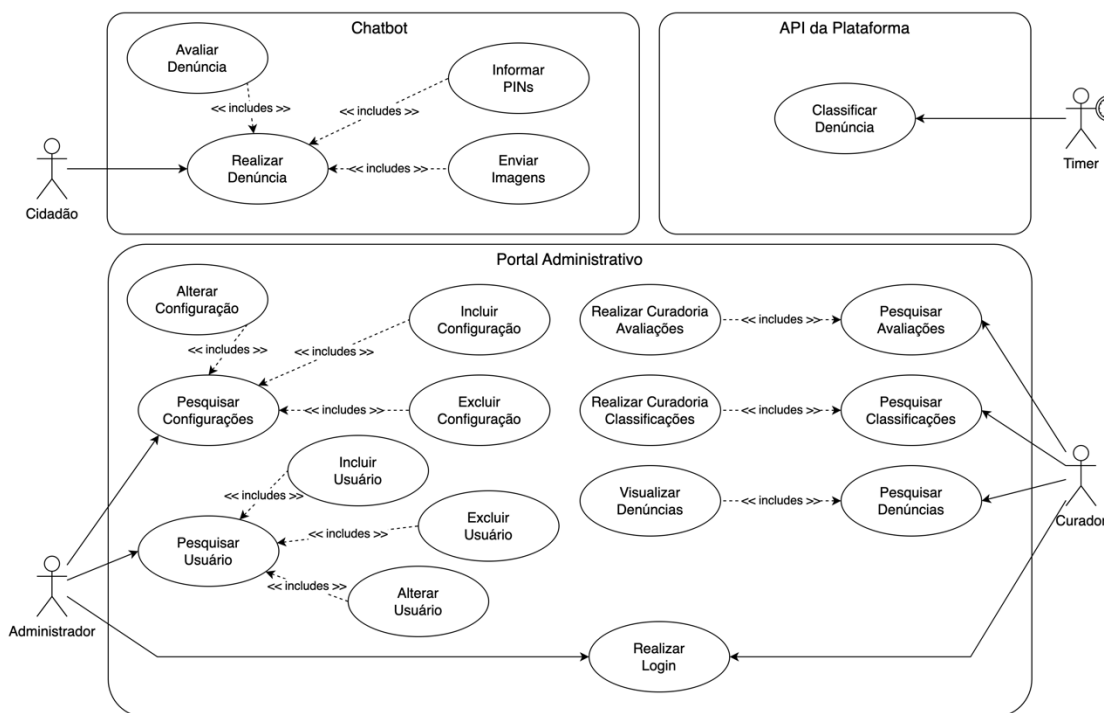 Chatbot
Avaliar
Denúncia
<< includes >>
Informar
PINs
<< includes >>
Realizar
Denúncia
<< includes >>
Enviar
Imagens
Cidadão
API da Plataforma
Classificar
Denúncia
Timer
Portal Administrativo
Alterar
Configuração
<< includes >>
Incluir
Configuração
<< includes >>
Pesquisar
Configurações
<< includes >>
Excluir
Configuração
Incluir
Usuário
<< includes >>
Pesquisar
Usuário
<< includes >>
Excluir
Usuário
<< includes >>
Alterar
Usuário
Administrador
Realizar Curadoria
Avaliações
<< includes >>
Pesquisar
Avaliações
Realizar Curadoria
Classificações
<< includes >>
Pesquisar
Classificações
Visualizar
Denúncias
<< includes >>
Pesquisar
Denúncias
Curador
Realizar
Login